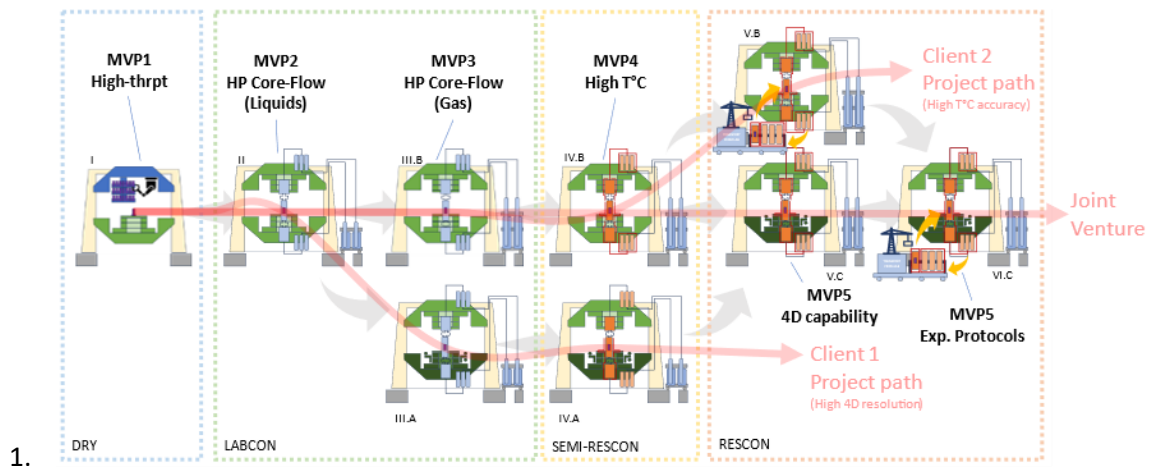 MVP1
High-thrpt
MVP2
HP Core-Flow
(Liquids)
MVP3
HP Core-Flow
(Gas)
MVP4
High T°C
V.B
Client 2
Project path
(High T°C accuracy)
I
II
III.B
IV.B
Joint
Venture
V.C
VI.C
MVP5
4D capability
MVP5
Exp. Protocols
Client 1
Project path
(High 4D resolution)
III.A
IV.A
DRY
LABCON
SEMI-RESCON
RESCON
1.